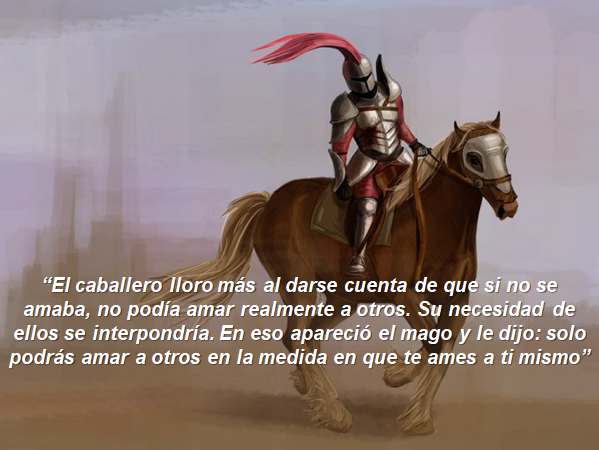 “El caballero lloro más al darse cuenta de que si no se
amaba, no podía amar realmente a otros. Su necesidad de
ellos se interpondría. En eso apareció el mago y le dijo: solo
podrás amar a otros en la medida en que te ames a ti mismo”